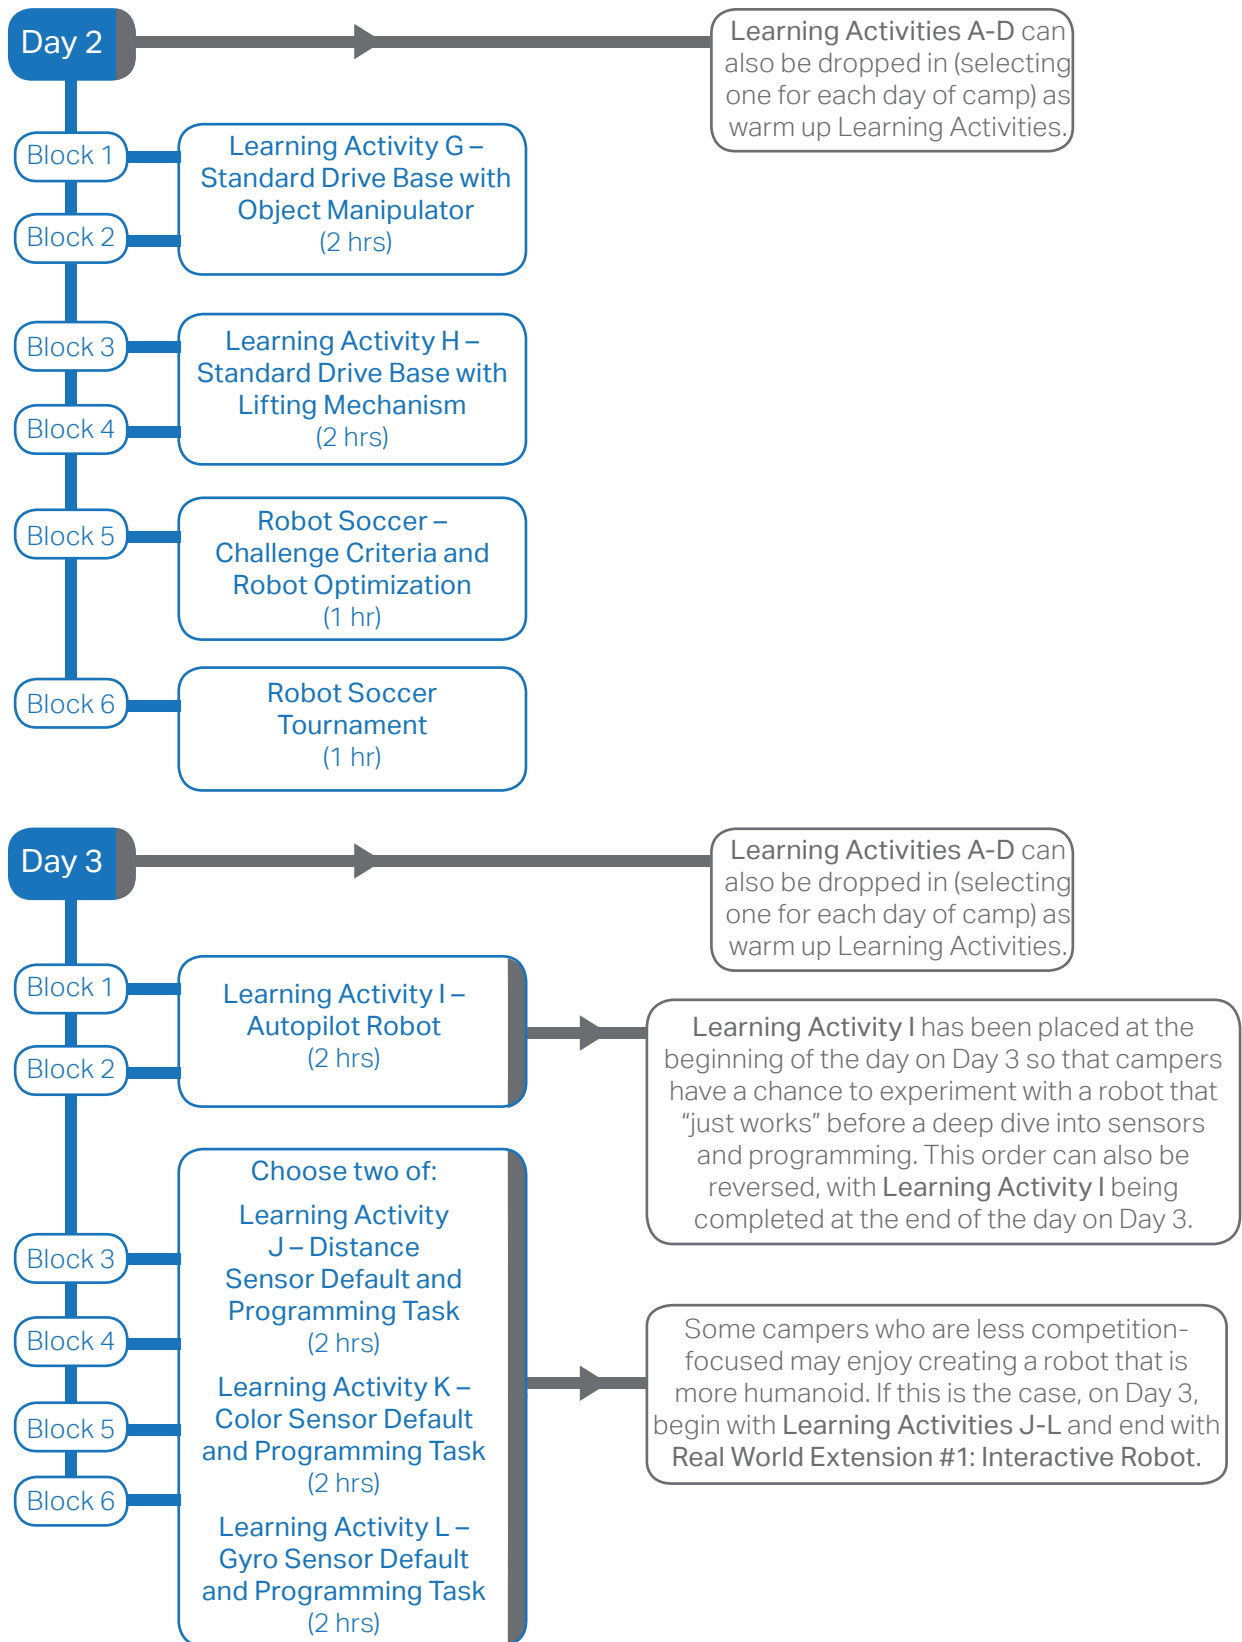 Day 2
Learning Activities A-D can
also be dropped in (selecting
one for each day of camp) as
warm up Learning Activities.
Block 1
Block 2
Learning Activity G –
Standard Drive Base with
Object Manipulator
(2 hrs)
Block 3
Block 4
Learning Activity H –
Standard Drive Base with
Lifting Mechanism
(2 hrs)
Block 5
Robot Soccer –
Challenge Criteria and
Robot Optimization
(1 hr)
Block 6
Robot Soccer
Tournament
(1 hr)
Day 3
Learning Activities A-D can
also be dropped in (selecting
one for each day of camp) as
warm up Learning Activities.
Block 1
Block 2
Learning Activity I –
Autopilot Robot
(2 hrs)
Learning Activity I has been placed at the
beginning of the day on Day 3 so that campers
have a chance to experiment with a robot that
“just works” before a deep dive into sensors
and programming. This order can also be
reversed, with Learning Activity I being
completed at the end of the day on Day 3.
Block 3
Block 4
Block 5
Block 6
Choose two of:
Learning Activity
J – Distance
Sensor Default and
Programming Task
(2 hrs)
Learning Activity K –
Color Sensor Default
and Programming Task
(2 hrs)
Learning Activity L –
Gyro Sensor Default
and Programming Task
(2 hrs)
Some campers who are less competition-
focused may enjoy creating a robot that is
more humanoid. If this is the case, on Day 3,
begin with Learning Activities J-L and end with
Real World Extension #1: Interactive Robot.